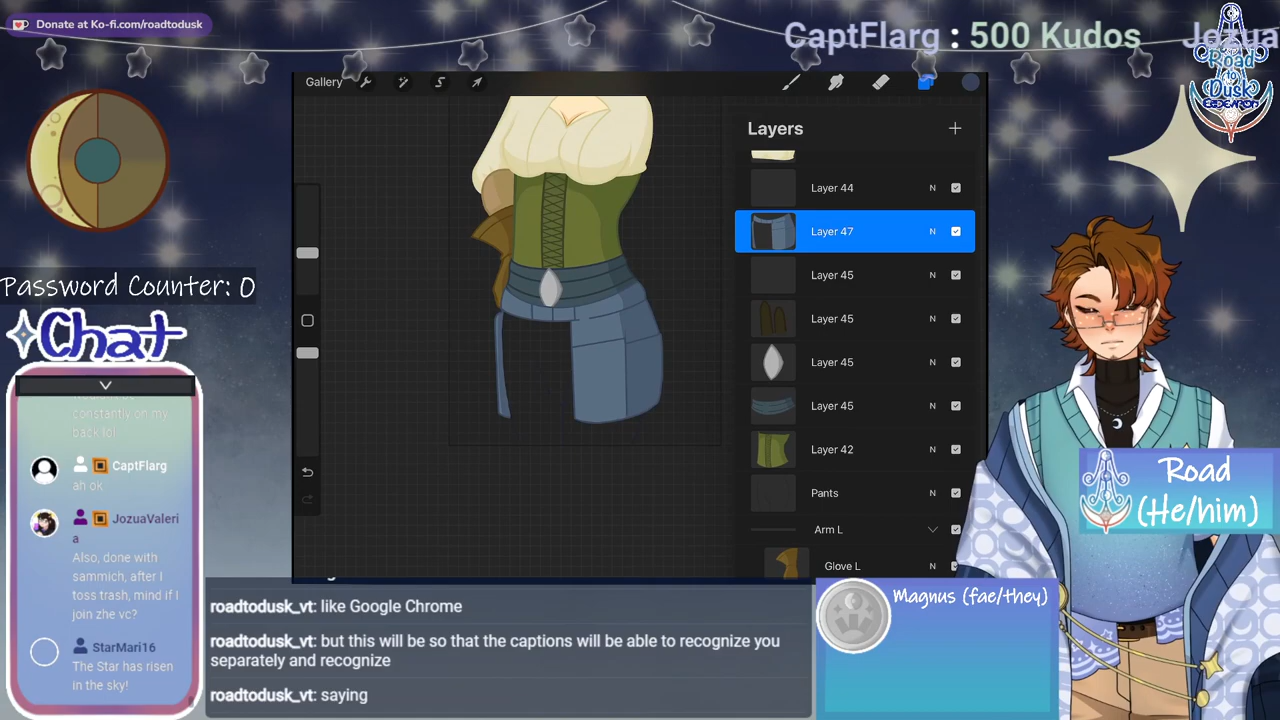 Donate at Ko-fi.com/roadtodusk
CaptFlarg : 500 Kudos
Road
to
Dusk
Gallery
Layers
Layer 44 N
Layer 47 N
Layer 45 N
Layer 45 N
Layer 45 N
Layer 45 N
Layer 42 N
Pants N
Arm L
Glove L N
Password Counter: 0
Chat
constantly on my
back lol
CaptFlarg
ah ok
JozuaValeri
a
Also, done with
sammich, after I
toss trash, mind if I
join zhe vc?
StarMari16
The Star has risen
in the sky!
roadtodusk_vt: like Google Chrome
roadtodusk_vt: but this will be so that the captions will be able to recognize you
separately and recognize
roadtodusk_vt: saying
Magnus (fae/they)
Road
(He/him)